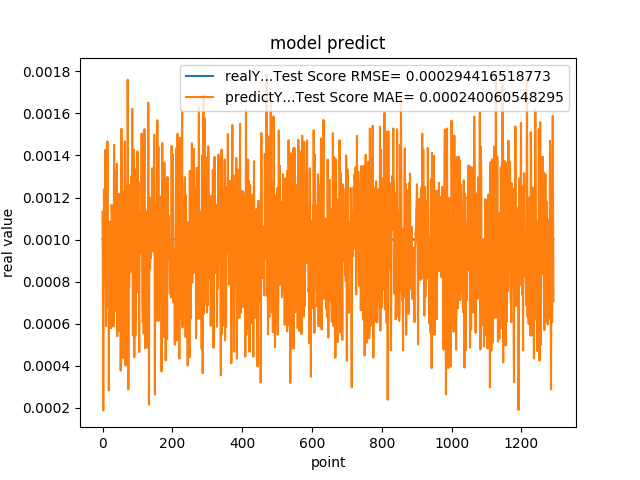 model predict
realY...Test Score RMSE= 0.000294416518773
predictY...Test Score MAE= 0.000240060548295
0.0018
0.0016
0.0014
0.0012
0.0010
0.0008
0.0006
0.0004
0.0002
real value
0 200 400 600 800 1000 1200
point